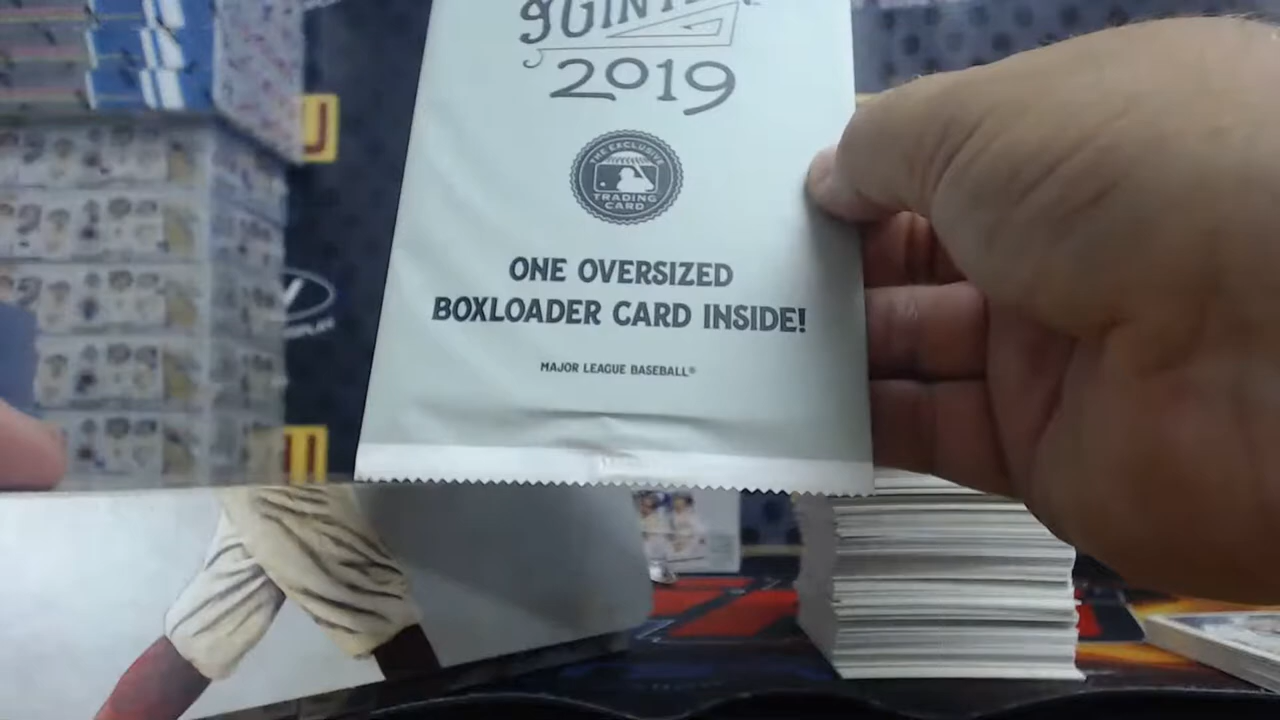 2019
THE EXCLUSIVE
TRADING
CARD
ONE OVERSIZED
BOXLOADER CARD INSIDE!
MAJOR LEAGUE BASEBALL®